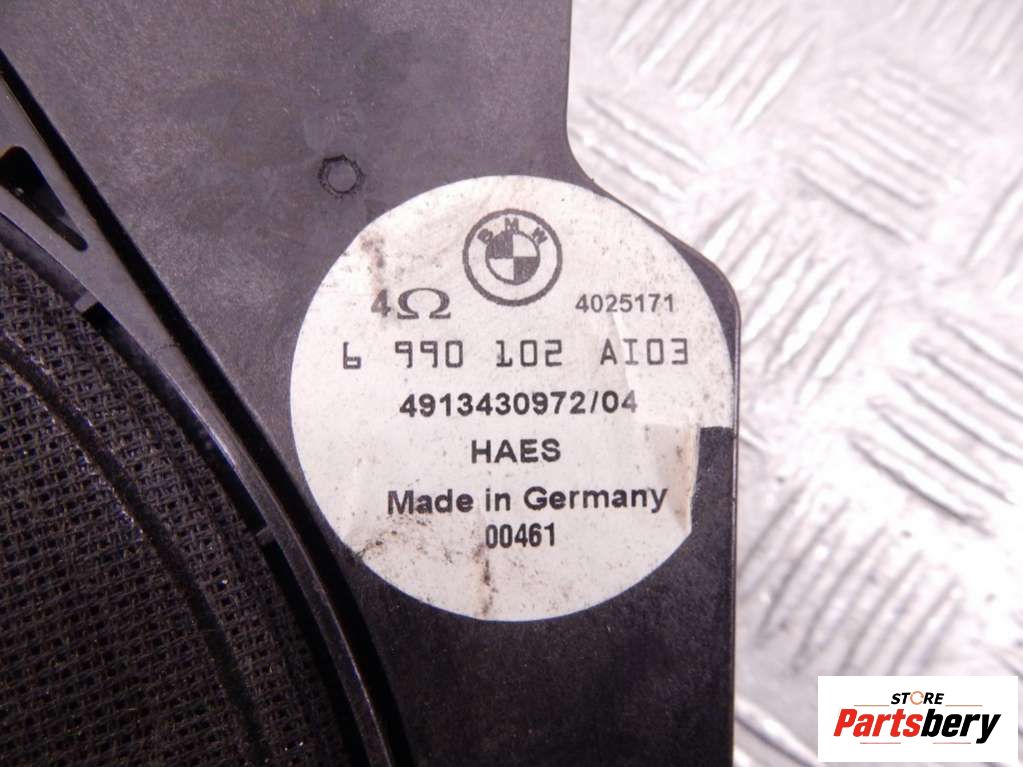 BMW
4Ω 4025171
6 990 102 AI03
4913430972/04
HAES
Made in Germany
00461
STORE
Partsbery